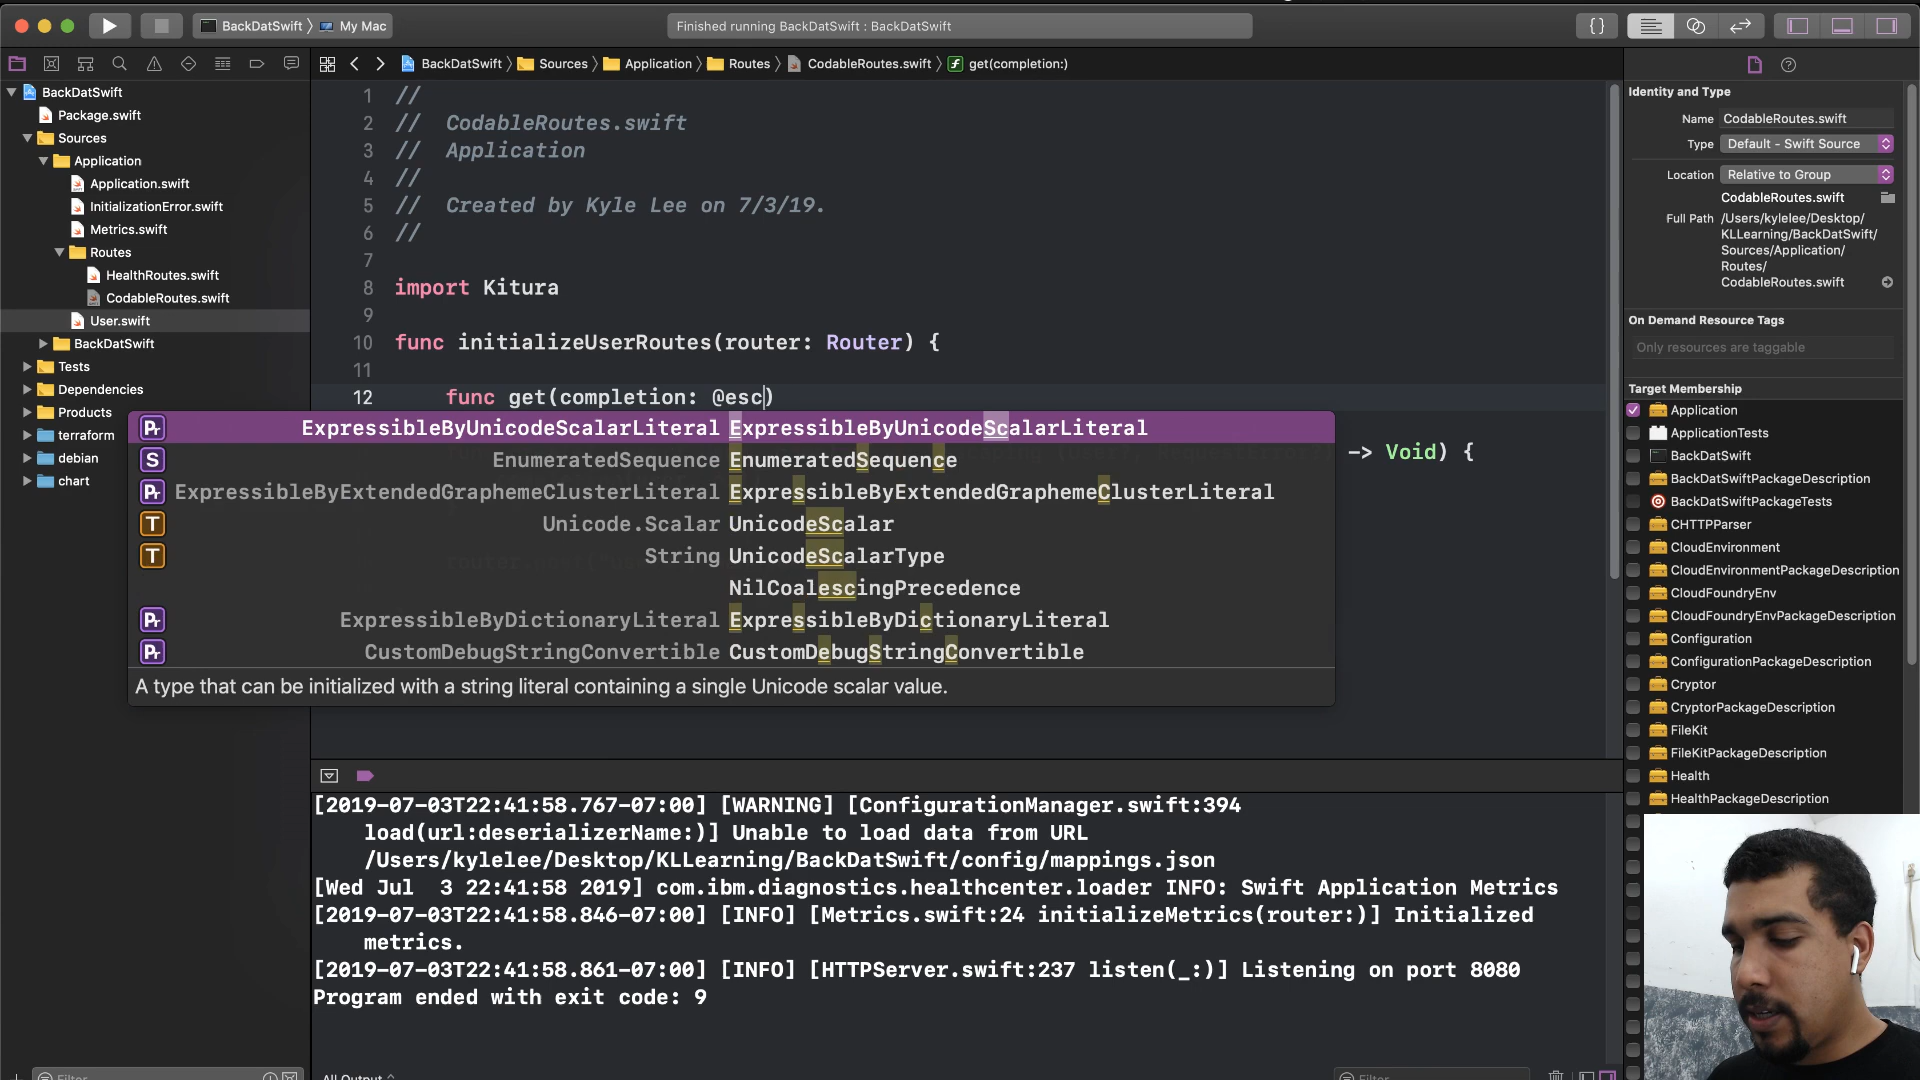 BackDatSwift 〉 My Mac
Finished running BackDatSwift : BackDatSwift
{ }
BackDatSwift 〉 Sources 〉 Application 〉 Routes 〉 CodableRoutes.swift 〉 get(completion:)
BackDatSwift
Package.swift
Sources
Application
Application.swift
InitializationError.swift
Metrics.swift
Routes
HealthRoutes.swift
CodableRoutes.swift
User.swift
BackDatSwift
Tests
Dependencies
Products
terraform
debian
chart
1 //
2 // CodableRoutes.swift
3 // Application
4 //
5 // Created by Kyle Lee on 7/3/19.
6 //
7
8 import Kitura
9
10 func initializeUserRoutes(router: Router) {
11
12 func get(completion: @esc)
-> Void) {
Pr ExpressibleByUnicodeScalarLiteral ExpressibleByUnicodeScalarLiteral
S EnumeratedSequence EnumeratedSequence
Pr ExpressibleByExtendedGraphemeClusterLiteral ExpressibleByExtendedGraphemeClusterLiteral
T Unicode.Scalar UnicodeScalar
T String UnicodeScalarType
NilCoalescingPrecedence
Pr ExpressibleByDictionaryLiteral ExpressibleByDictionaryLiteral
Pr CustomDebugStringConvertible CustomDebugStringConvertible
A type that can be initialized with a string literal containing a single Unicode scalar value.
[2019-07-03T22:41:58.767-07:00] [WARNING] [ConfigurationManager.swift:394
load(url:deserializerName:)] Unable to load data from URL
/Users/kylelee/Desktop/KLLearning/BackDatSwift/config/mappings.json
[Wed Jul  3 22:41:58 2019] com.ibm.diagnostics.healthcenter.loader INFO: Swift Application Metrics
[2019-07-03T22:41:58.846-07:00] [INFO] [Metrics.swift:24 initializeMetrics(router:)] Initialized
metrics.
[2019-07-03T22:41:58.861-07:00] [INFO] [HTTPServer.swift:237 listen(_:)] Listening on port 8080
Program ended with exit code: 9
Filter
All Output
Filter
Identity and Type
Name CodableRoutes.swift
Type Default - Swift Source
Location Relative to Group
CodableRoutes.swift
Full Path /Users/kylelee/Desktop/
KLLearning/BackDatSwift/
Sources/Application/
Routes/
CodableRoutes.swift
On Demand Resource Tags
Only resources are taggable
Target Membership
Application
ApplicationTests
BackDatSwift
BackDatSwiftPackageDescription
BackDatSwiftPackageTests
CHTTPParser
CloudEnvironment
CloudEnvironmentPackageDescription
CloudFoundryEnv
CloudFoundryEnvPackageDescription
Configuration
ConfigurationPackageDescription
Cryptor
CryptorPackageDescription
FileKit
FileKitPackageDescription
Health
HealthPackageDescription